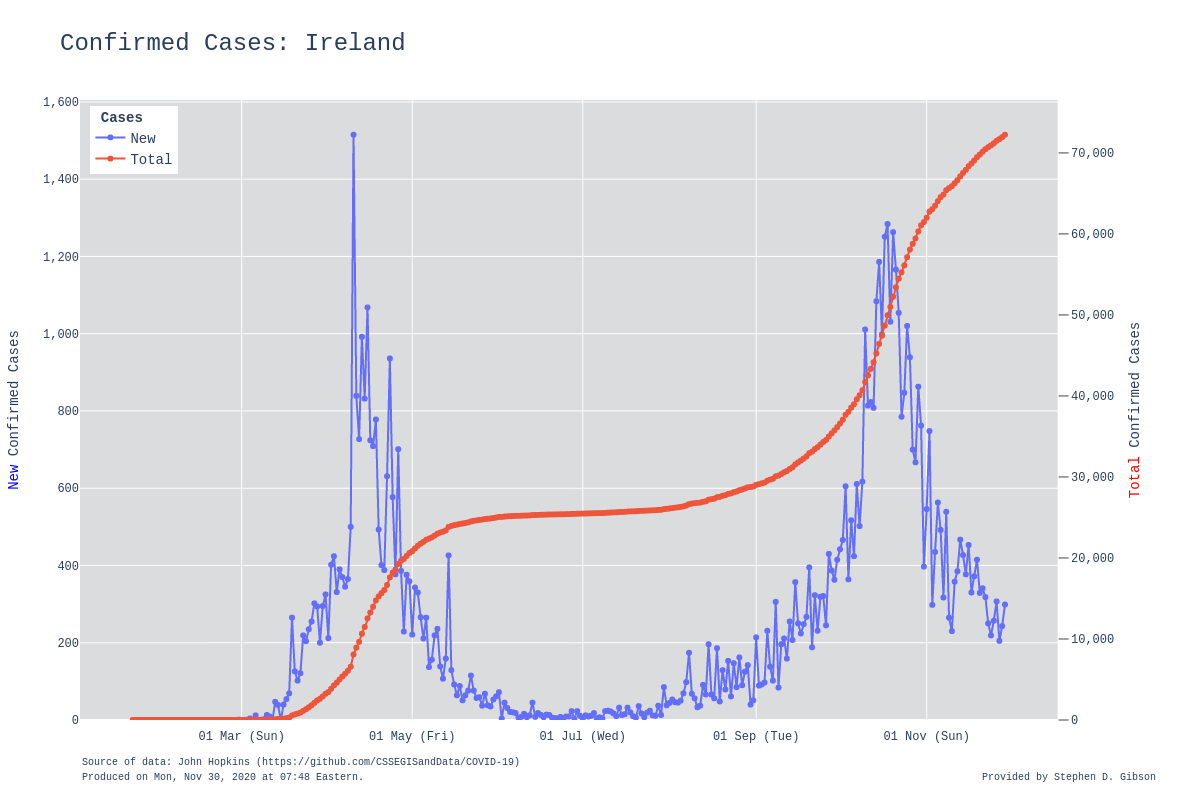 Confirmed Cases: Ireland
Cases
New
Total
1,600
1,400
1,200
1,000
800
600
400
200
0
70,000
60,000
50,000
40,000
30,000
20,000
10,000
0
New Confirmed Cases
Total Confirmed Cases
01 Mar (Sun)
01 May (Fri)
01 Jul (Wed)
01 Sep (Tue)
01 Nov (Sun)
Source of data: John Hopkins (https://github.com/CSSEGISandData/COVID-19)
Produced on Mon, Nov 30, 2020 at 07:48 Eastern.
Provided by Stephen D. Gibson